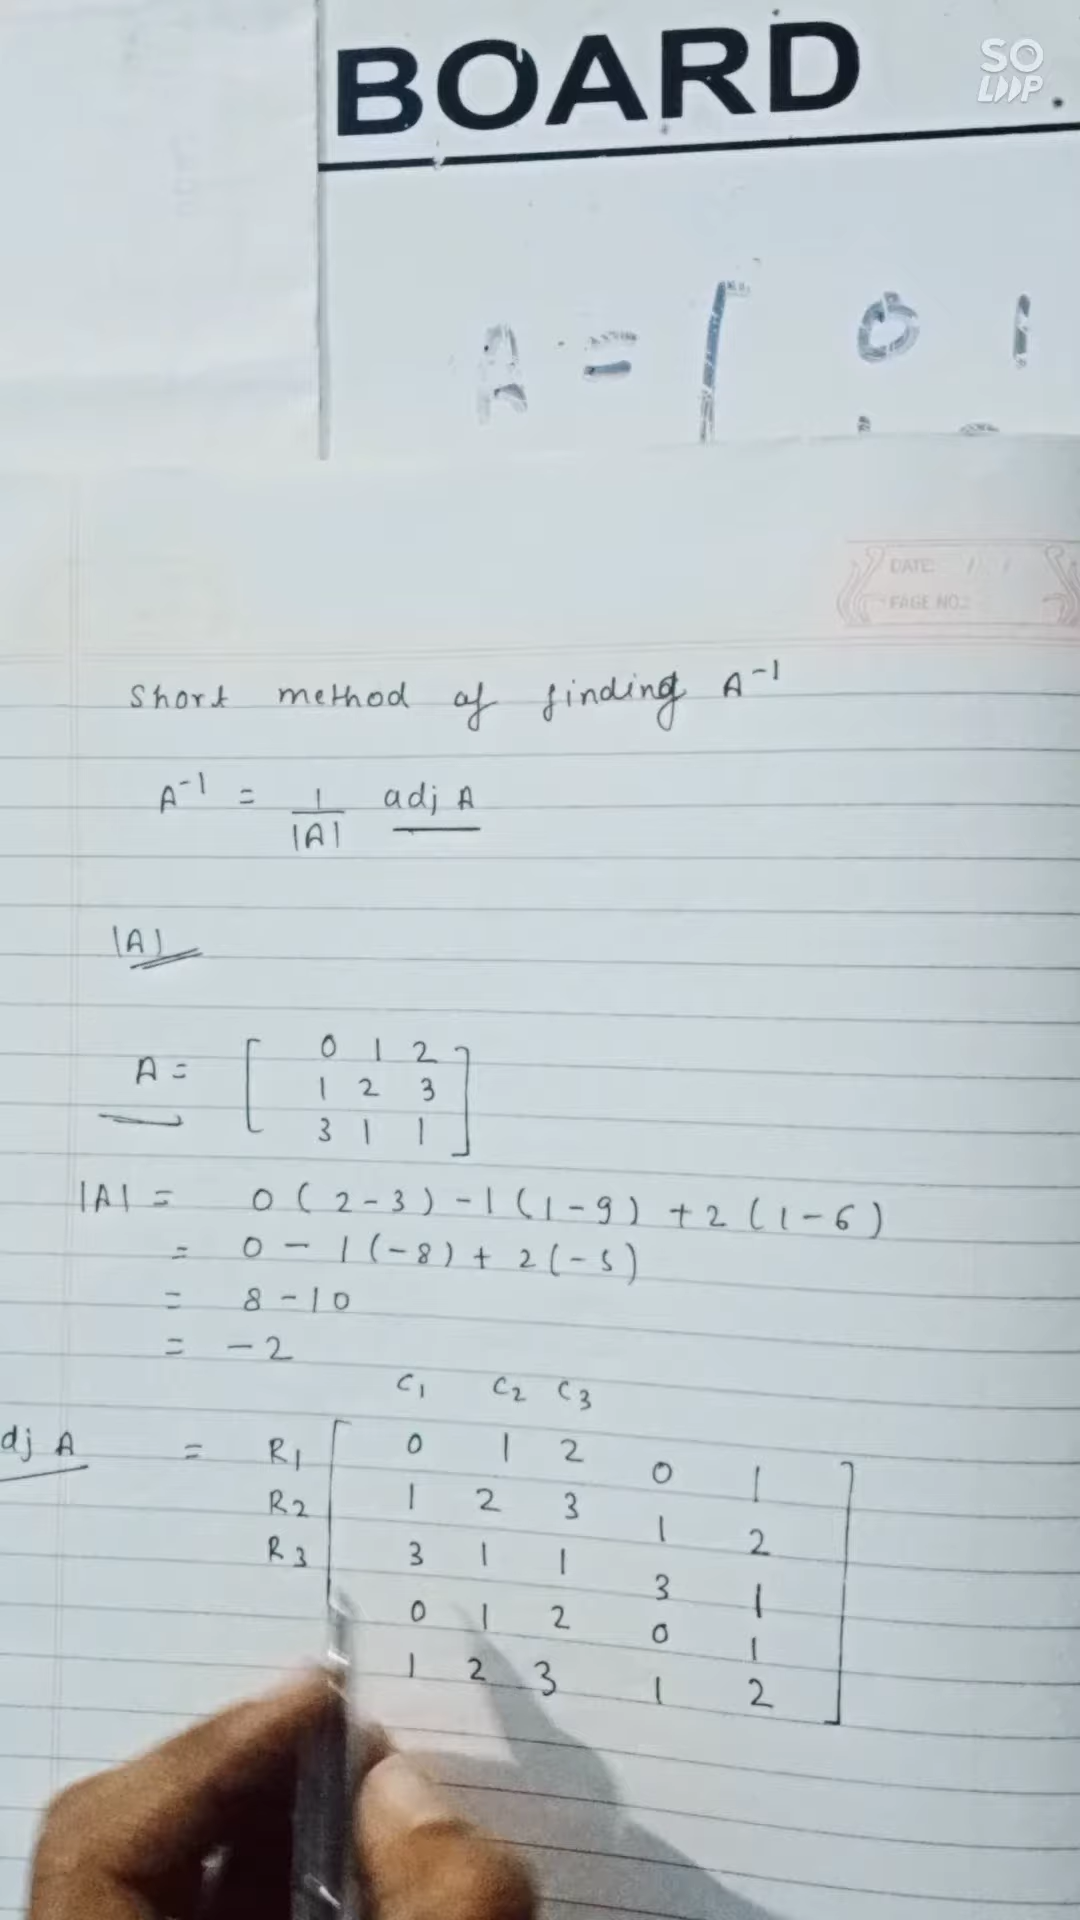 BOARD
SO
LOOP
A = [ 0 1
DATE: / /
PAGE NO.:
Short method of finding A⁻¹
A⁻¹ = 1/|A| adj A
|A|
A = [ 0 1 2
1 2 3
3 1 1 ]
|A| = 0 ( 2 - 3 ) - 1 ( 1 - 9 ) + 2 ( 1 - 6 )
= 0 - 1 ( - 8 ) + 2 ( - 5 )
= 8 - 10
= - 2
C₁ C₂ C₃
dj A = R₁ [ 0 1 2 0 1
R₂ 1 2 3 1 2
R₃ 3 1 1 3 1
0 1 2 0 1
1 2 3 1 2 ]